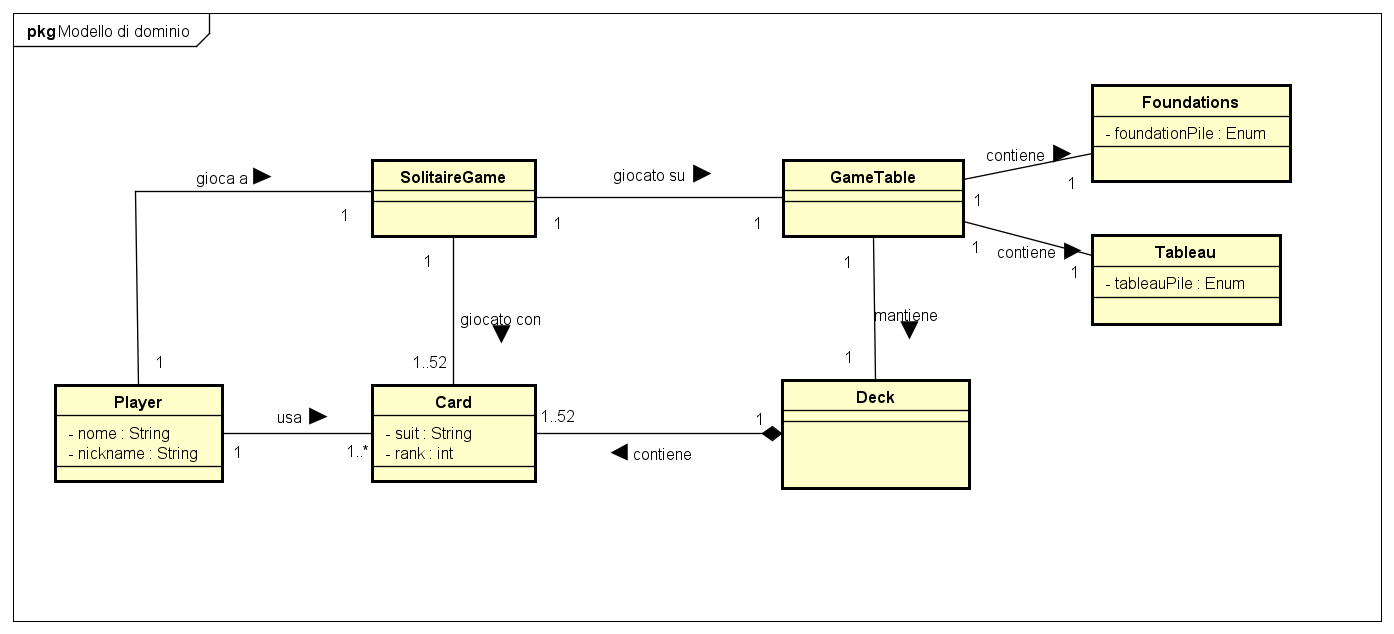 pkg Modello di dominio
Foundations
- foundationPile : Enum
contiene
1
1
gioca a
1
SolitaireGame
giocato su
1
1
GameTable
contiene
1
1
Tableau
- tableauPile : Enum
1
giocato con
1..52
1
mantiene
1
1
Player
- nome : String
- nickname : String
usa
1
1..*
Card
- suit : String
- rank : int
1..52
1
contiene
Deck